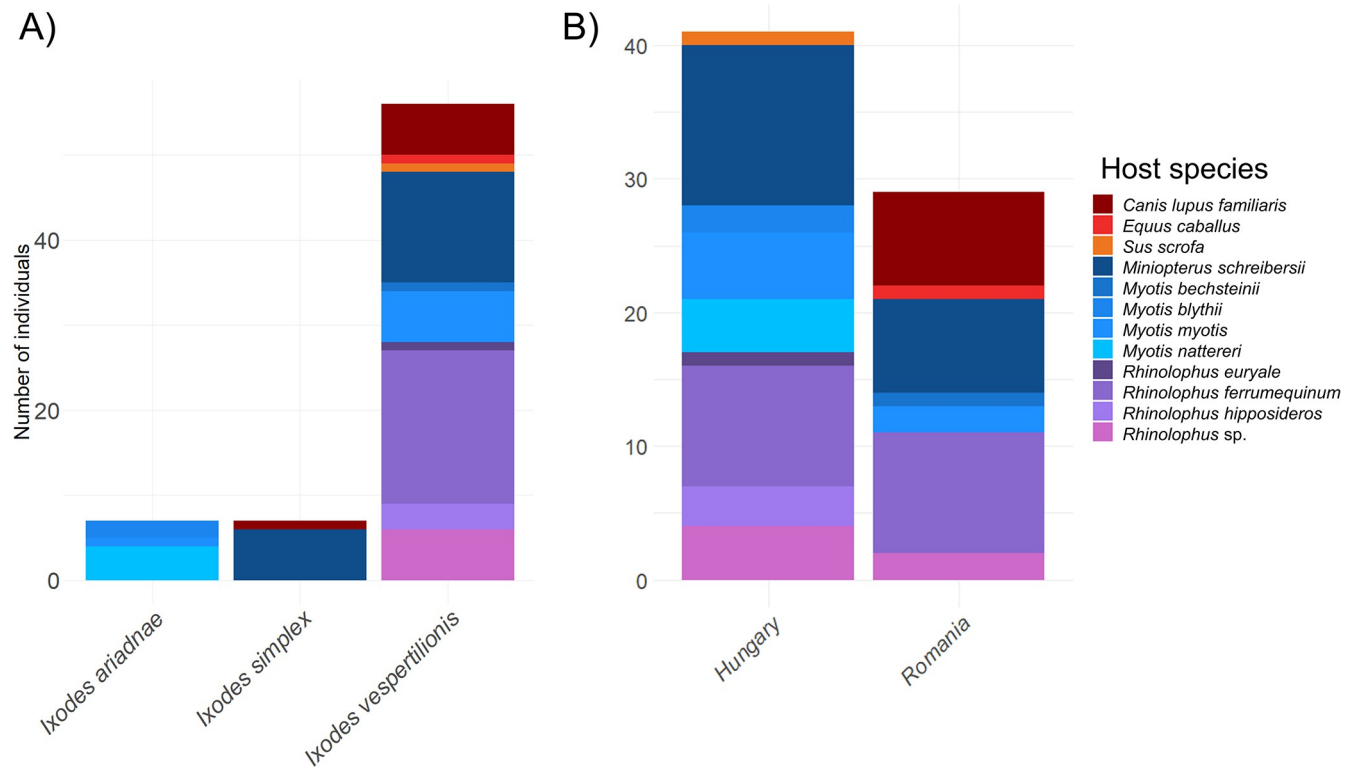 A)
Number of individuals
40
20
0
Ixodes ariadnae
Ixodes simplex
Ixodes vespertilionis
B)
40
30
20
10
0
Hungary
Romania
Host species
Canis lupus familiaris
Equus caballus
Sus scrofa
Miniopterus schreibersii
Myotis bechsteinii
Myotis blythii
Myotis myotis
Myotis nattereri
Rhinolophus euryale
Rhinolophus ferrumequinum
Rhinolophus hipposideros
Rhinolophus sp.